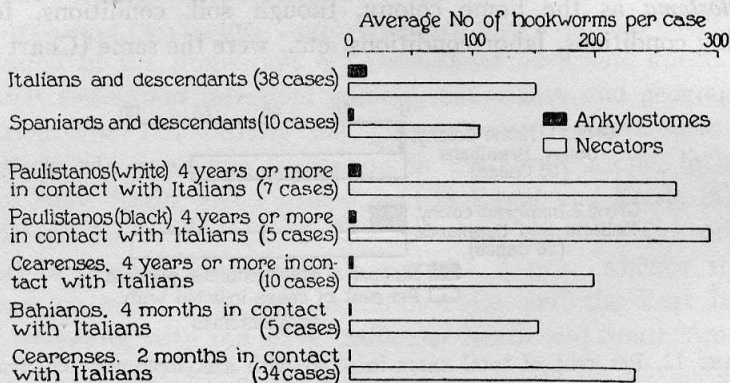 Average No of hookworms per case
0 100 200 300
Italians and descendants (38 cases)
Spaniards and descendants (10 cases)
Ankylostomes
Necators
Paulistanos (white) 4 years or more
in contact with Italians (7 cases)
Paulistanos (black) 4 years or more
in contact with Italians (5 cases)
Cearenses. 4 years or more in con-
tact with Italians (10 cases)
Bahianos. 4 months in contact
with Italians (5 cases)
Cearenses. 2 months in contact
with Italians (34 cases)